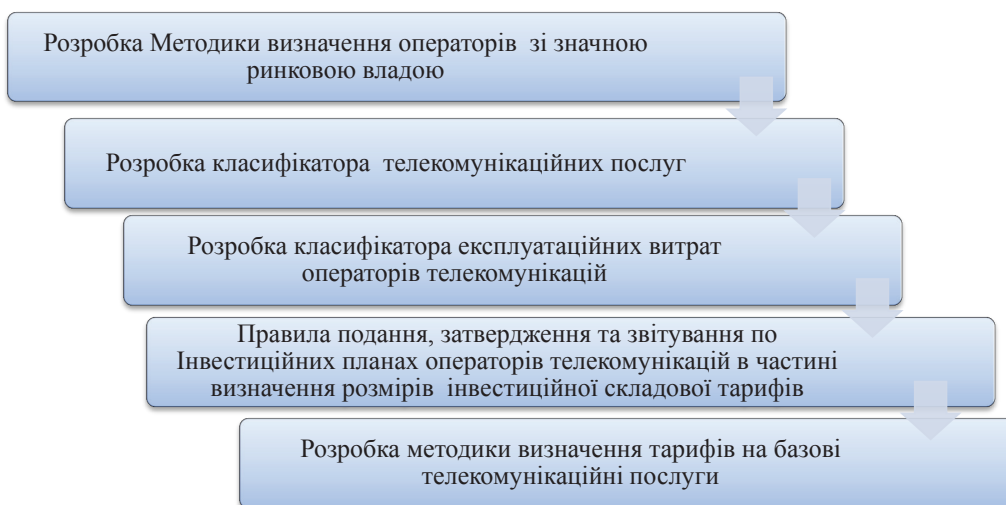 Розробка Методики визначення операторів зі значною
ринковою владою
Розробка класифікатора телекомунікаційних послуг
Розробка класифікатора експлуатаційних витрат
операторів телекомунікацій
Правила подання, затвердження та звітування по
Інвестиційних планах операторів телекомунікацій в частині
визначення розмірів інвестиційної складової тарифів
Розробка методики визначення тарифів на базові
телекомунікаційні послуги